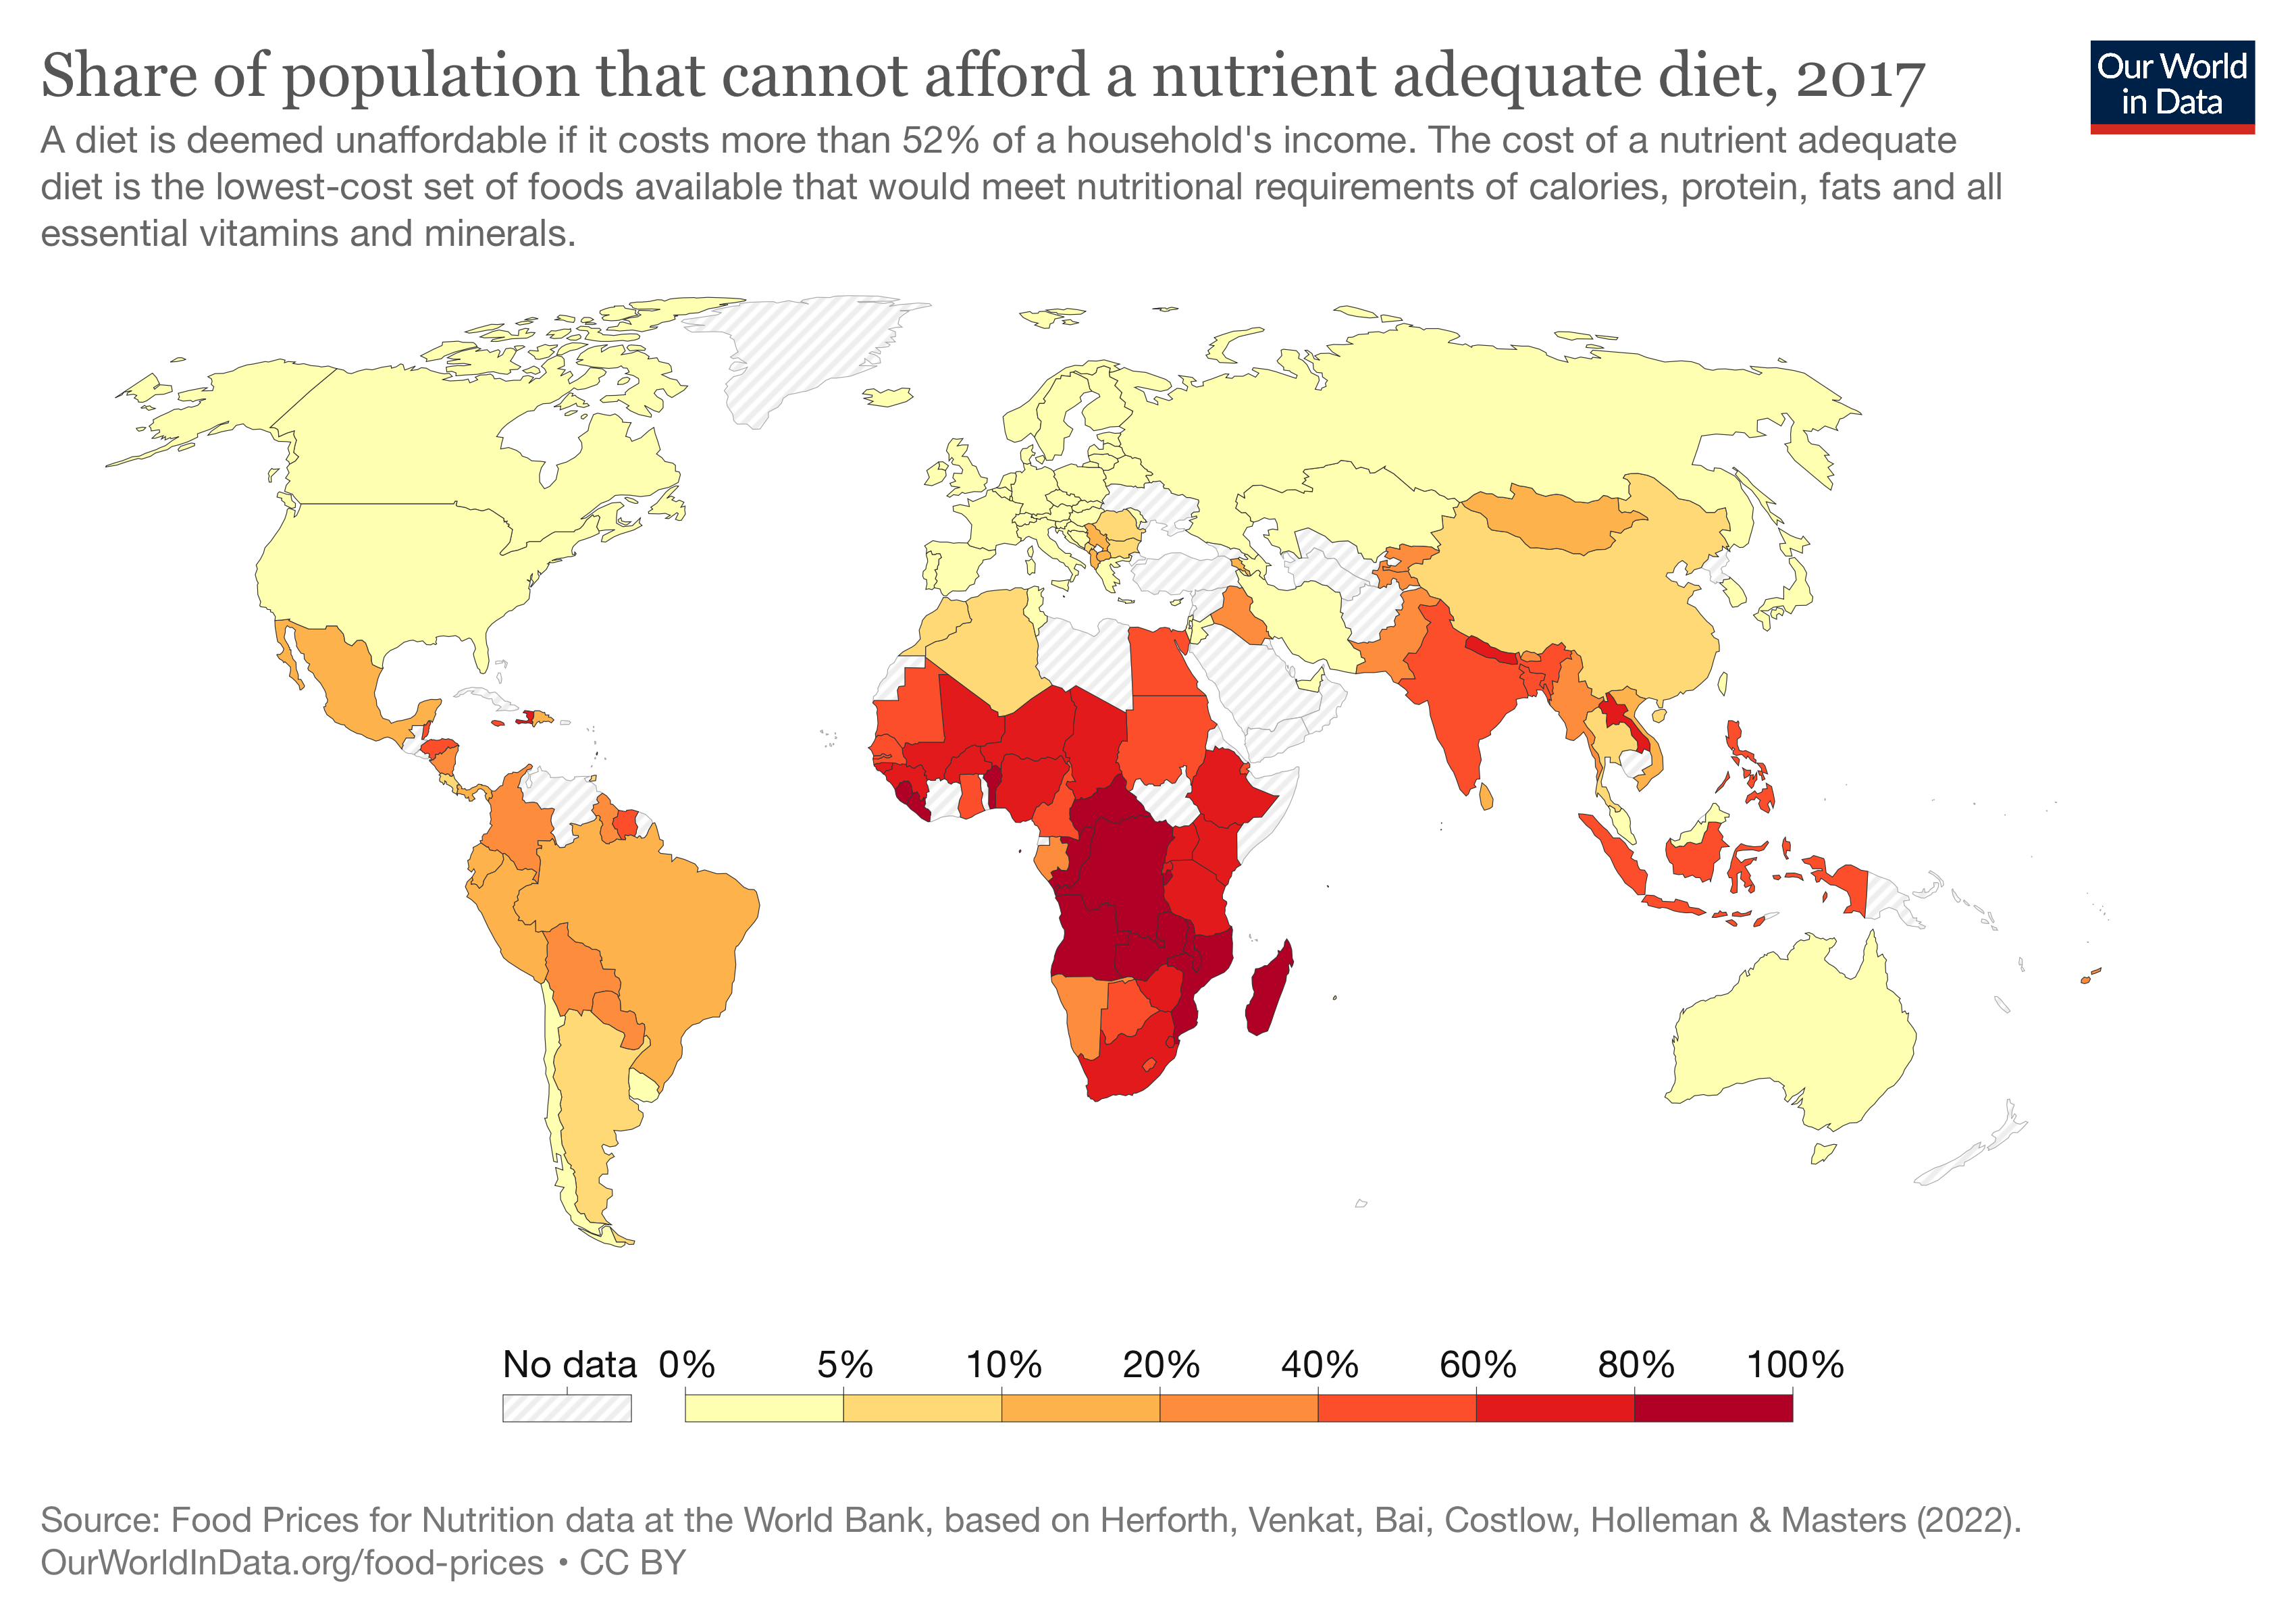 Share of population that cannot afford a nutrient adequate diet, 2017
Our World
in Data
A diet is deemed unaffordable if it costs more than 52% of a household's income. The cost of a nutrient adequate
diet is the lowest-cost set of foods available that would meet nutritional requirements of calories, protein, fats and all
essential vitamins and minerals.
No data 0% 5% 10% 20% 40% 60% 80% 100%
Source: Food Prices for Nutrition data at the World Bank, based on Herforth, Venkat, Bai, Costlow, Holleman & Masters (2022).
OurWorldInData.org/food-prices • CC BY